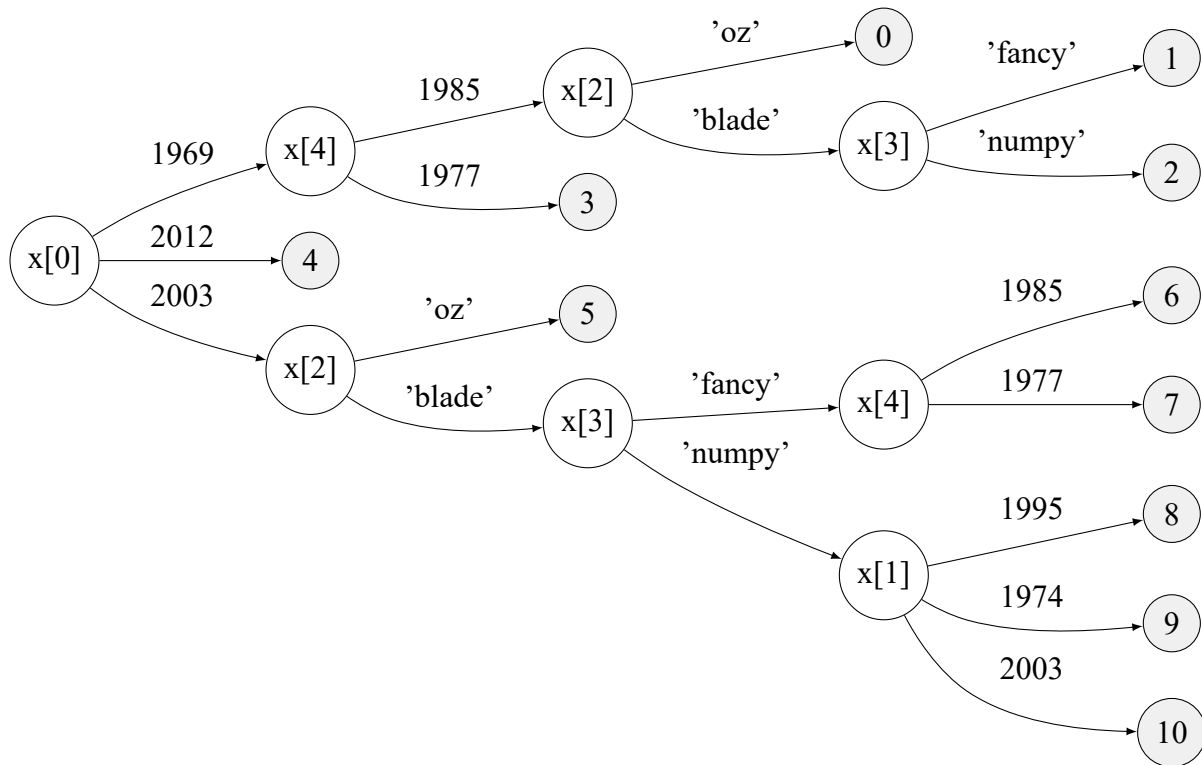 ’oz’
0
’fancy’
1
1985
x[2]
’blade’
x[3]
’numpy’
2
1969
x[4]
1977
3
x[0]
2012
4
2003
’oz’
5
1985
6
x[2]
’blade’
x[3]
’fancy’
x[4]
1977
7
’numpy’
1995
8
x[1]
1974
9
2003
10